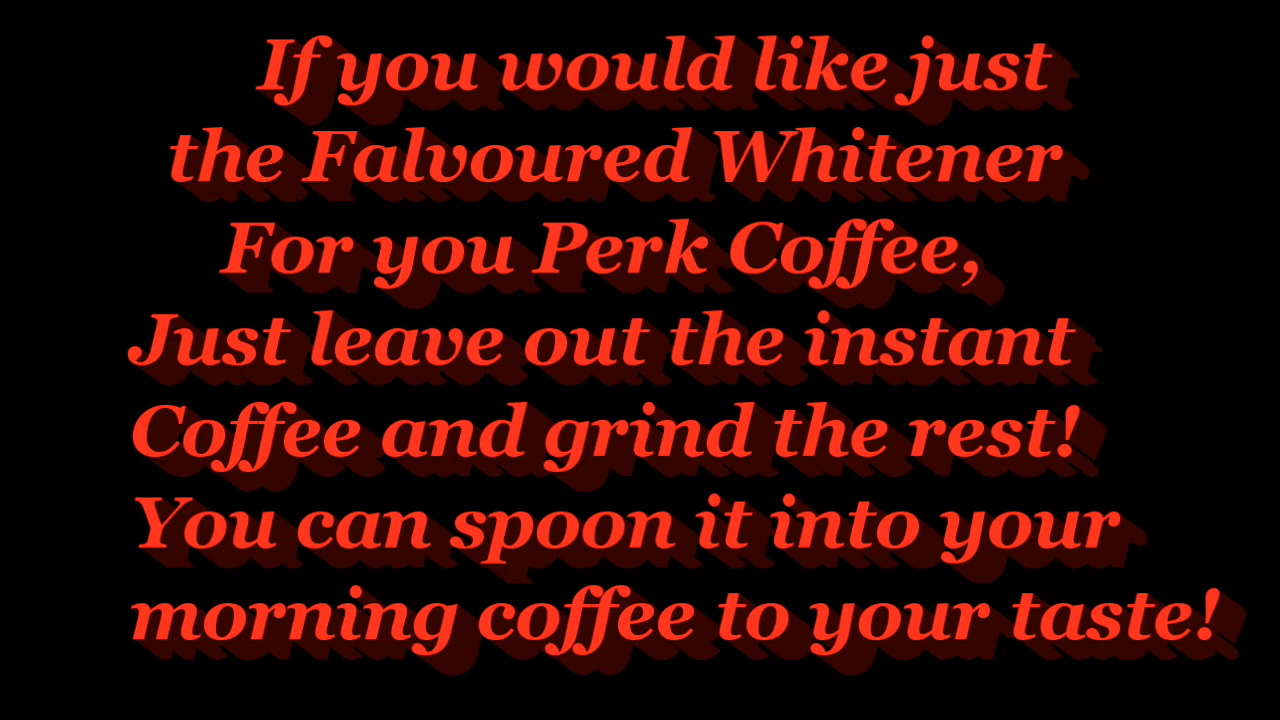 If you would like just
the Falvoured Whitener
For you Perk Coffee,
Just leave out the instant
Coffee and grind the rest!
You can spoon it into your
morning coffee to your taste!